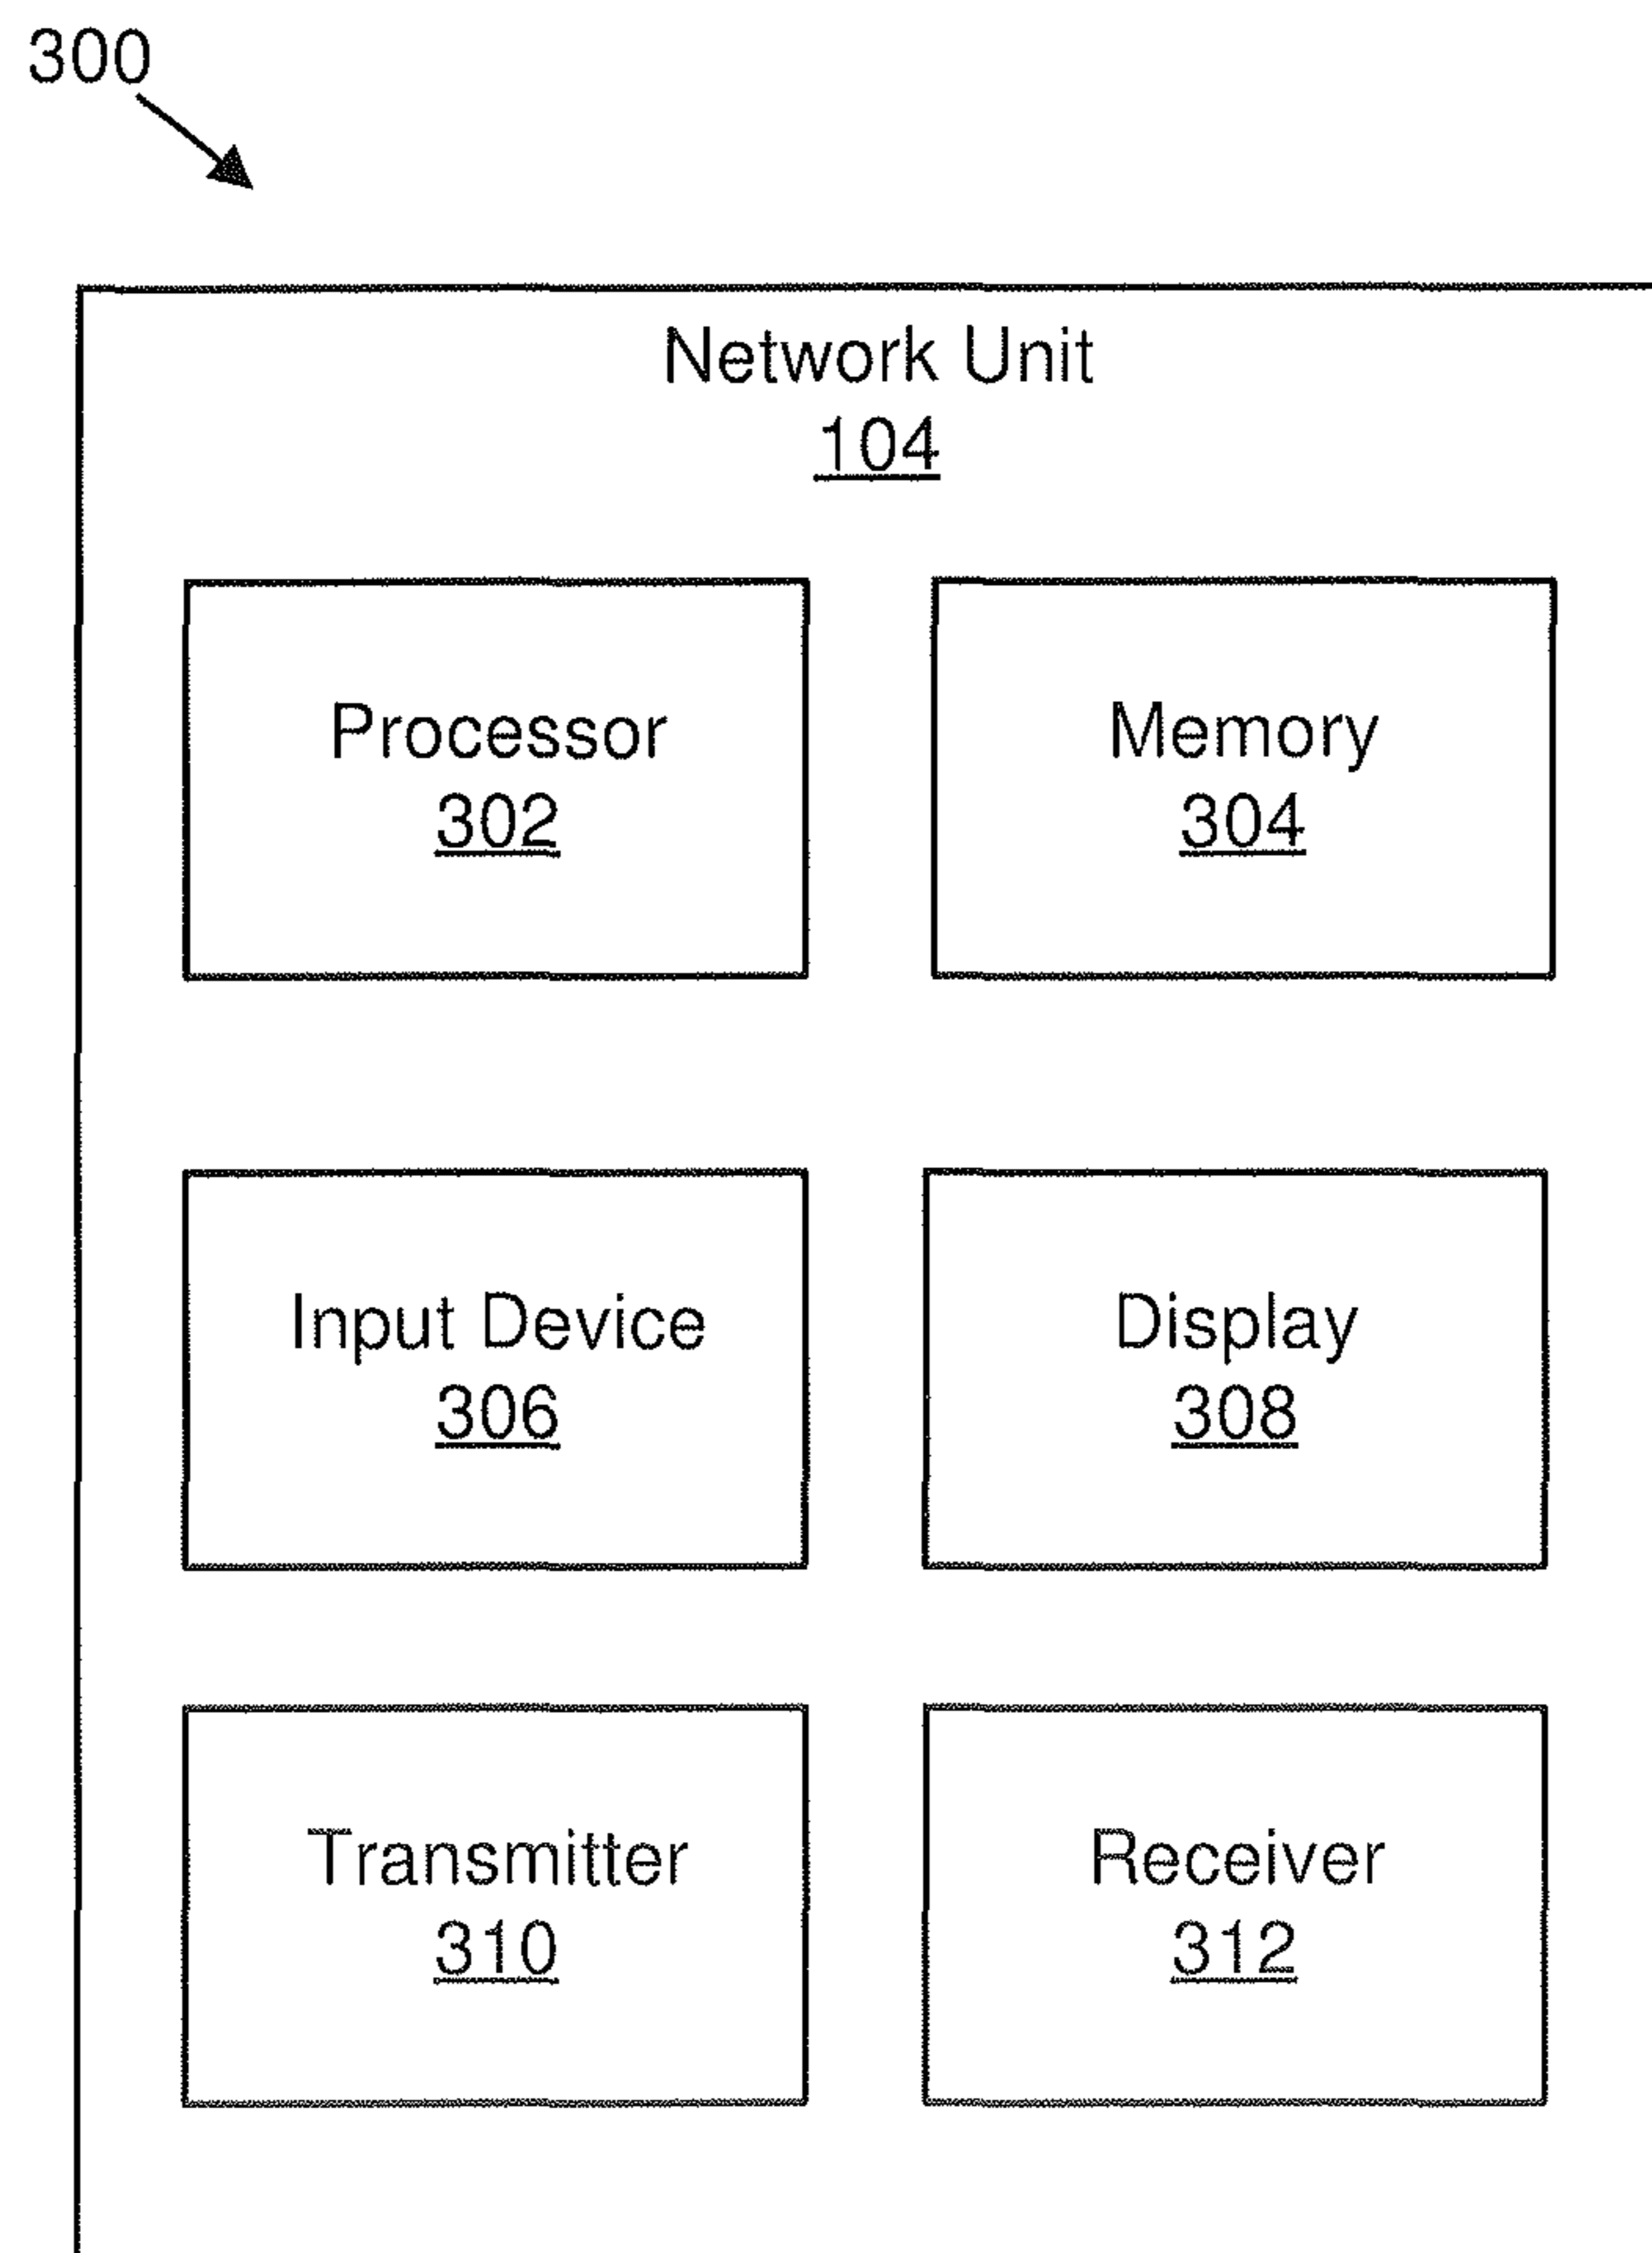 300
Network Unit
104
Processor
302
Memory
304
Input Device
306
Display
308
Transmitter
310
Receiver
312